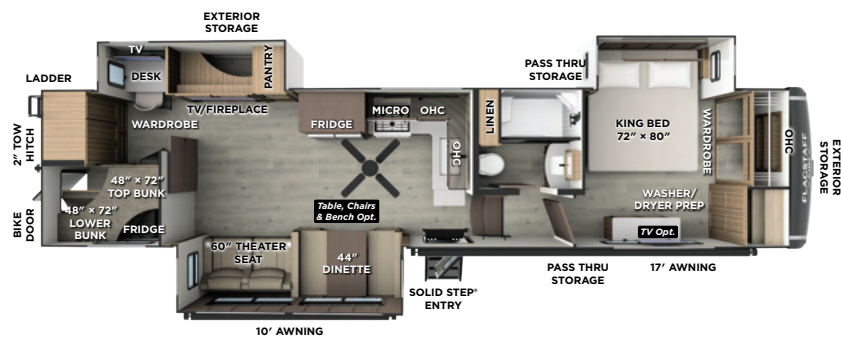 EXTERIOR
STORAGE
TV
DESK
PANTRY
LADDER
TV/FIREPLACE
WARDROBE
2" TOW
HITCH
48" × 72"
TOP BUNK
48" × 72"
LOWER
BUNK
FRIDGE
BIKE
DOOR
FRIDGE
MICRO
OHC
OHC
Table, Chairs
& Bench Opt.
60" THEATER
SEAT
44"
DINETTE
10' AWNING
SOLID STEP®
ENTRY
LINEN
PASS THRU
STORAGE
KING BED
72" × 80"
WARDROBE
WASHER/
DRYER PREP
TV Opt.
PASS THRU
STORAGE
17' AWNING
OHC
FLAGSTAFF
EXTERIOR
STORAGE